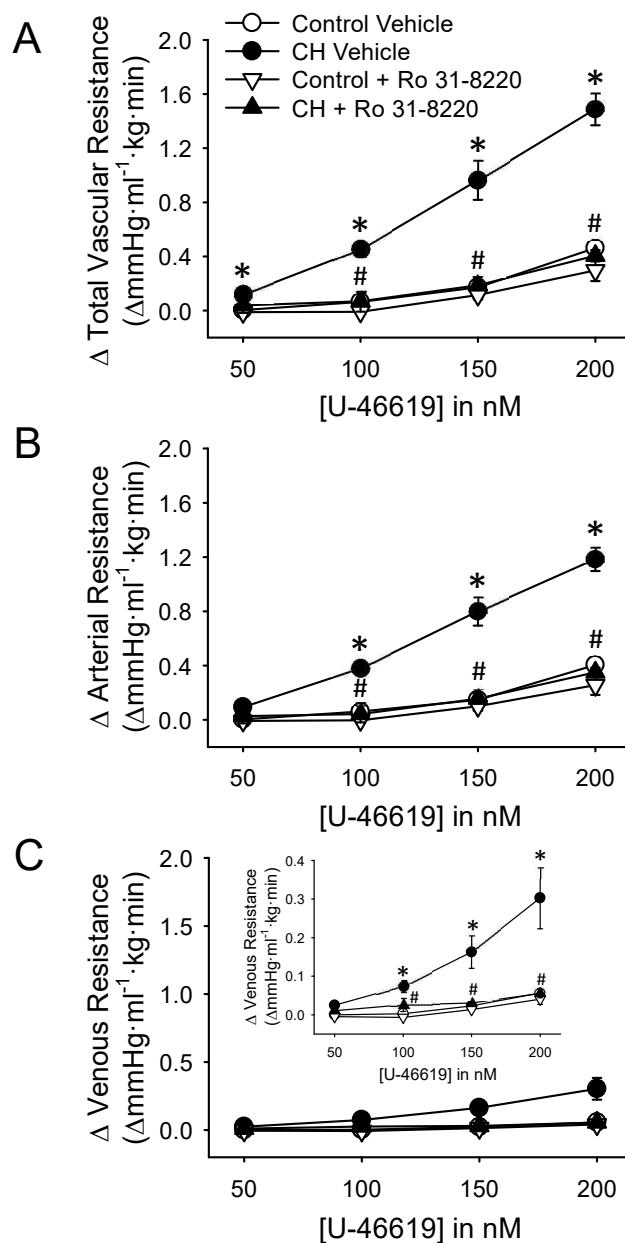 A
Control Vehicle
CH Vehicle
Control + Ro 31-8220
CH + Ro 31-8220
Δ Total Vascular Resistance
(ΔmmHg·ml⁻¹·kg·min)
2.0
1.6
1.2
0.8
0.4
0.0
* * * *
# # #
50 100 150 200
[U-46619] in nM
B
Δ Arterial Resistance
(ΔmmHg·ml⁻¹·kg·min)
2.0
1.6
1.2
0.8
0.4
0.0
* * *
# # #
50 100 150 200
[U-46619] in nM
C
Δ Venous Resistance
(ΔmmHg·ml⁻¹·kg·min)
2.0
1.5
1.0
0.5
0.0
Δ Venous Resistance
(ΔmmHg·ml⁻¹·kg·min)
0.4
0.3
0.2
0.1
0.0
* * *
# # #
50 100 150 200
[U-46619] in nM
50 100 150 200
[U-46619] in nM